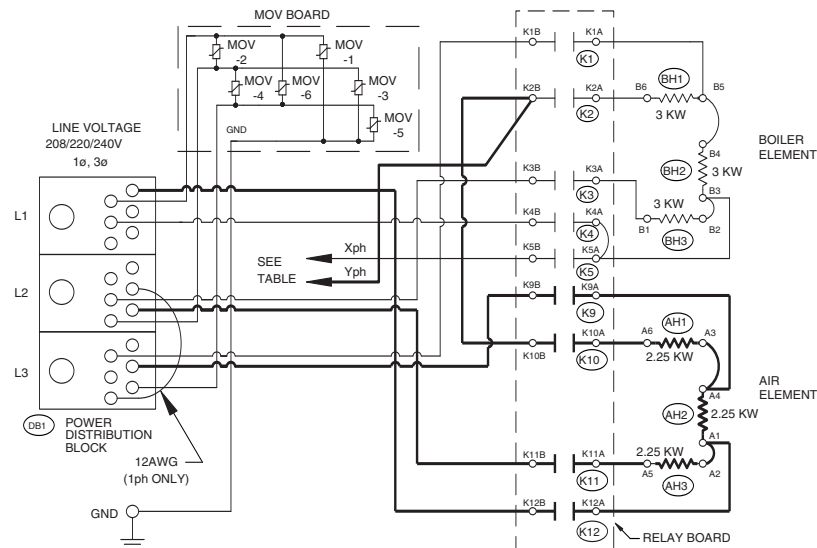 MOV BOARD
MOV
-2
MOV
-1
MOV
-4
MOV
-6
MOV
-3
MOV
-5
GND
LINE VOLTAGE
208/220/240V
1ø, 3ø
L1
L2
L3
DB1
POWER
DISTRIBUTION
BLOCK
12AWG
(1ph ONLY)
GND
SEE
TABLE
Xph
Yph
K1B
K1A
K1
K2B
K2A
K2
K3B
K3A
K3
K4B
K4A
K4
K5B
K5A
K5
K9B
K9A
K9
K10B
K10A
K10
K11B
K11A
K11
K12B
K12A
K12
RELAY BOARD
B6
BH1
B5
3 KW
B4
BH2
3 KW
B3
3 KW
B1
BH3
B2
BOILER
ELEMENT
A6
AH1
A3
2.25 KW
A4
AH2
2.25 KW
A1
2.25 KW
A5
AH3
A2
AIR
ELEMENT